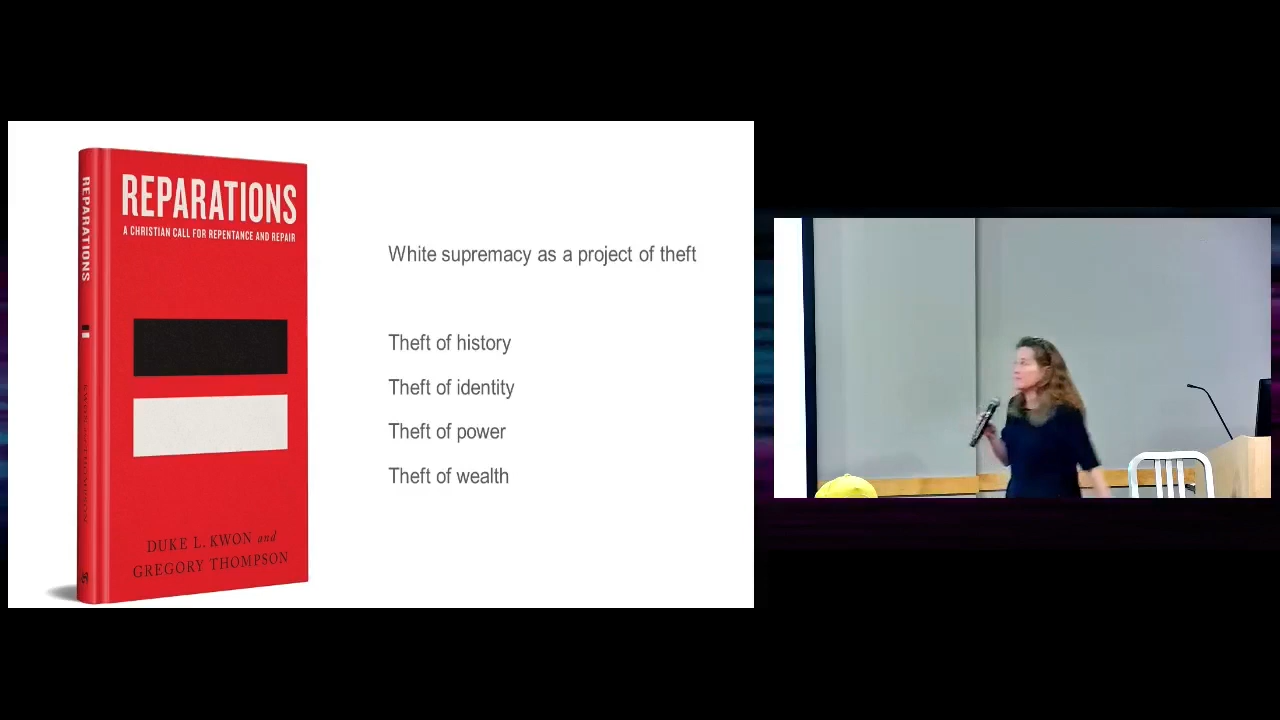 REPARATIONS
REPARATIONS
A CHRISTIAN CALL FOR REPENTANCE AND REPAIR
DUKE L. KWON and
GREGORY THOMPSON
White supremacy as a project of theft
Theft of history
Theft of identity
Theft of power
Theft of wealth